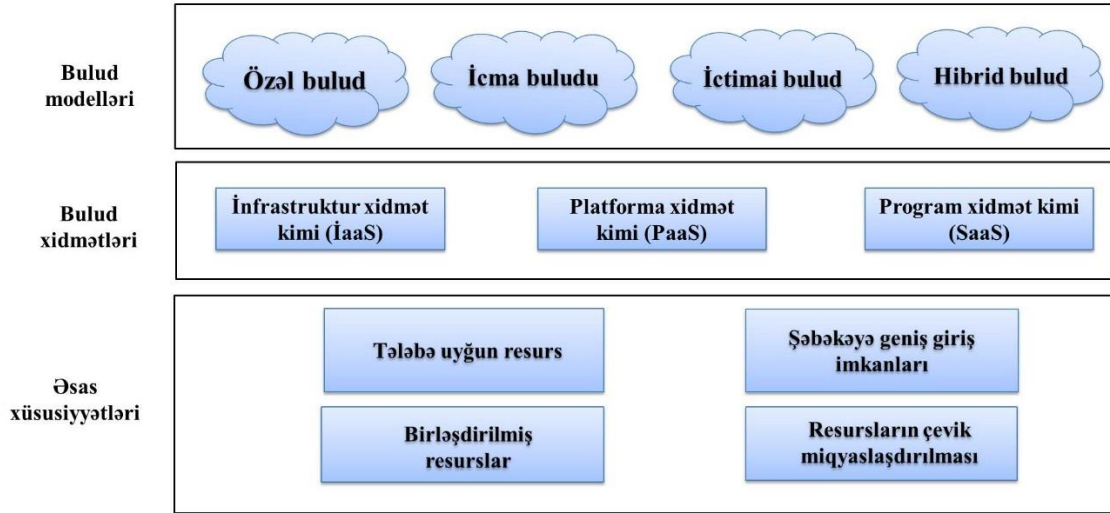 Bulud
modelləri
Özəl bulud
İcma buludu
İctimai bulud
Hibrid bulud
Bulud
xidmətləri
İnfrastruktur xidmət
kimi (İaaS)
Platforma xidmət
kimi (PaaS)
Program xidmət kimi
(SaaS)
Əsas
xüsusiyyətləri
Tələbə uyğun resurs
Şəbəkəyə geniş giriş
imkanları
Birləşdirilmiş
resurslar
Resursların çevik
miqyaslaşdırılması